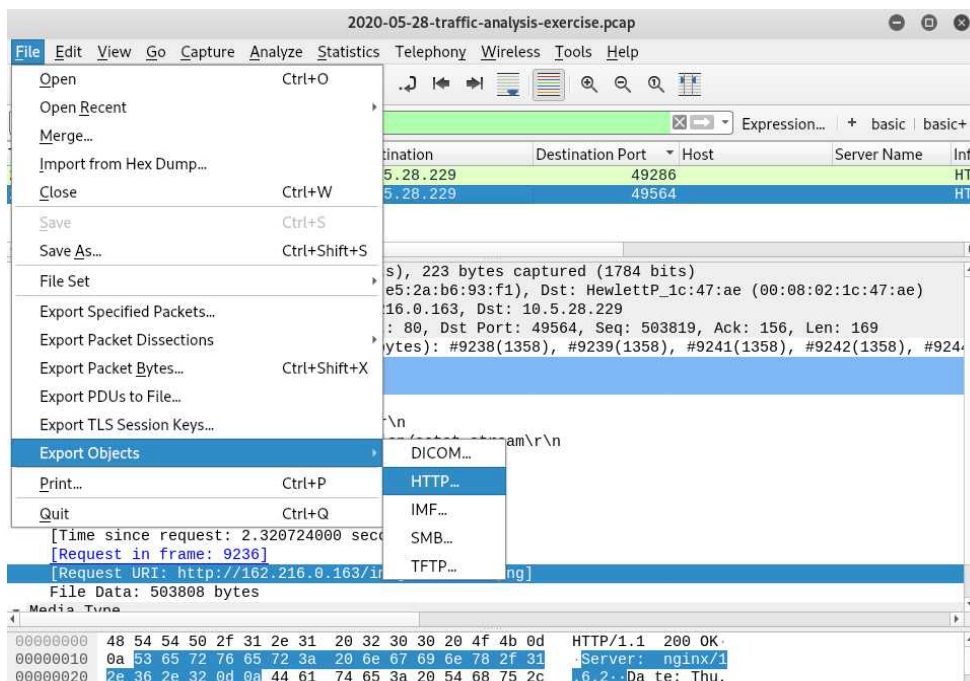 2020-05-28-traffic-analysis-exercise.pcap
File Edit View Go Capture Analyze Statistics Telephony Wireless Tools Help
Open Ctrl+O
Open Recent
Merge...
Import from Hex Dump...
Close Ctrl+W
Save Ctrl+S
Save As... Ctrl+Shift+S
File Set
Export Specified Packets...
Export Packet Dissections
Export Packet Bytes... Ctrl+Shift+X
Export PDUs to File...
Export TLS Session Keys...
Export Objects
Print... Ctrl+P
Quit Ctrl+Q
DICOM...
HTTP...
IMF...
SMB...
TFTP...
Expression... + basic basic+
Destination Port Host Server Name
5.28.229 49286 HT
5.28.229 49564 HT
s), 223 bytes captured (1784 bits)
e5:2a:b6:93:f1), Dst: HewlettP_1c:47:ae (00:08:02:1c:47:ae)
16.0.163, Dst: 10.5.28.229
: 80, Dst Port: 49564, Seq: 503819, Ack: 156, Len: 169
ytes): #9238(1358), #9239(1358), #9241(1358), #9242(1358), #924
\n
am\r\n
[Time since request: 2.320724000 sec
[Request in frame: 9236]
[Request URI: http://162.216.0.163/i ng]
File Data: 503808 bytes
Media Type
00000000 48 54 54 50 2f 31 2e 31 20 32 30 30 20 4f 4b 0d HTTP/1.1 200 OK·
00000010 0a 53 65 72 76 65 72 3a 20 6e 67 69 6e 78 2f 31 ·Server: nginx/1
00000020 2e 36 2e 32 0d 0a 44 61 74 65 3a 20 54 68 75 2c .6.2··Da te: Thu,